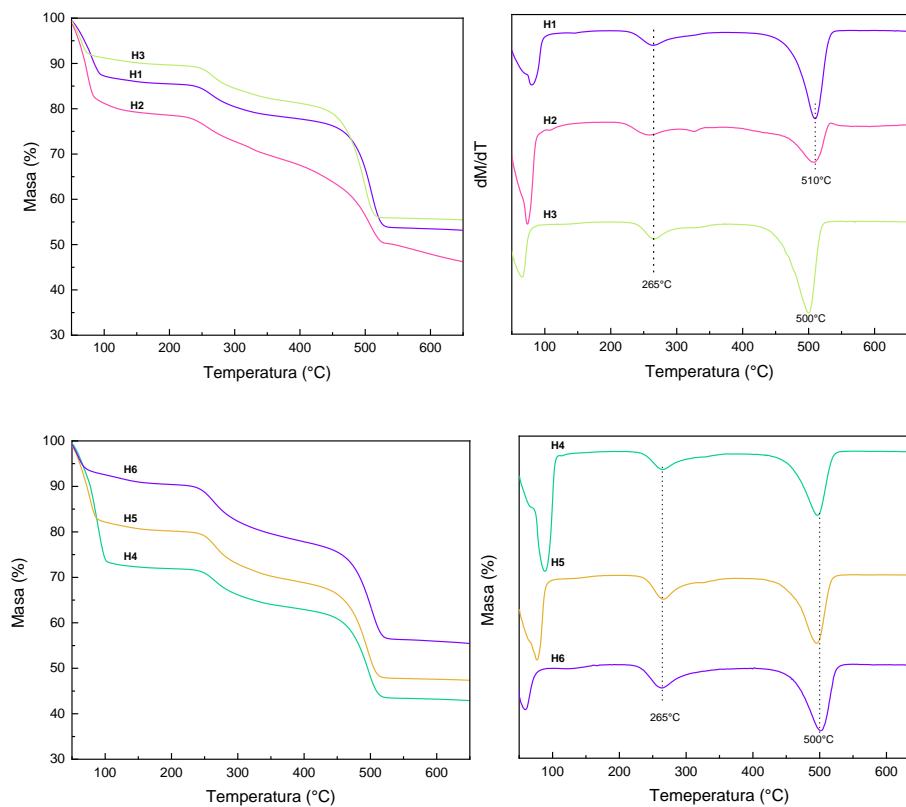 100
90
80
70
60
50
40
30
Masa (%)
H3
H1
H2
100 200 300 400 500 600
Temperatura (°C)
dM/dT
H1
H2
H3
510°C
265°C
500°C
100 200 300 400 500 600
Temperatura (°C)
100
90
80
70
60
50
40
30
Masa (%)
H6
H5
H4
100 200 300 400 500 600
Temperatura (°C)
Masa (%)
H4
H5
H6
265°C
500°C
100 200 300 400 500 600
Temeperatura (°C)